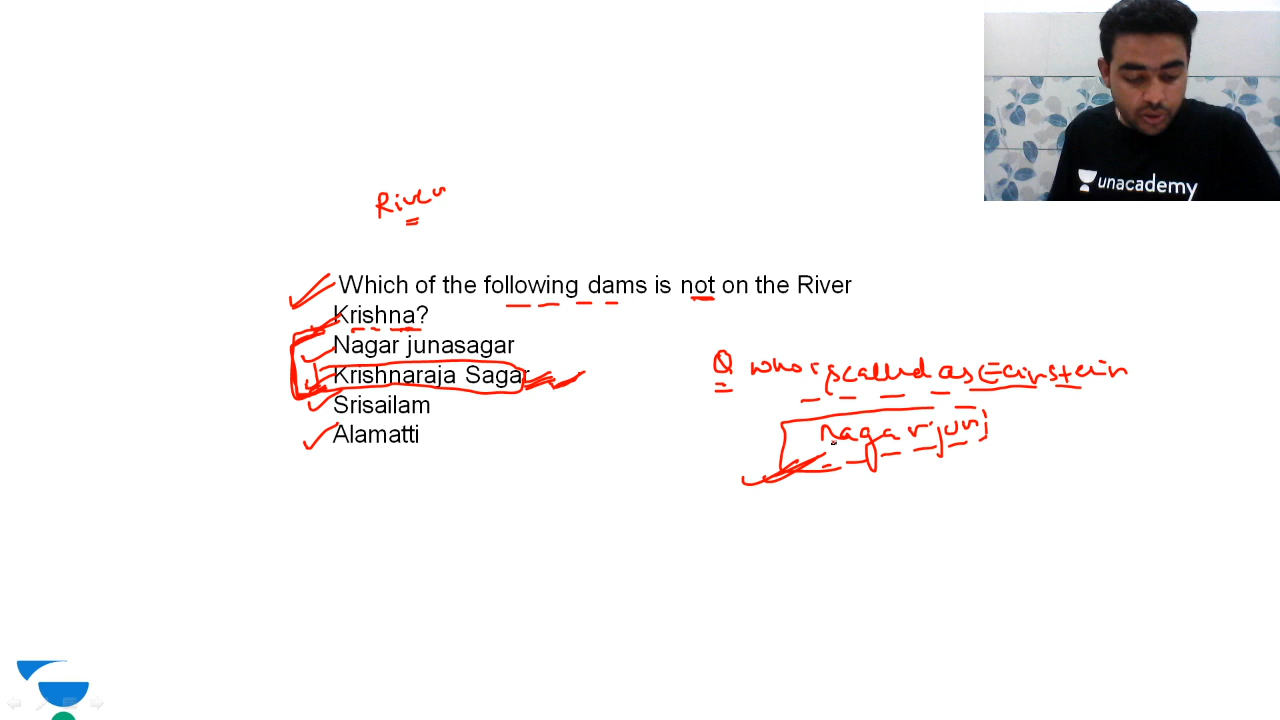 unacademy
River
Which of the following dams is not on the River
Krishna?
Nagar junasagar
Krishnaraja Sagar
Srisailam
Alamatti
Q who is called as Einstein
nagarjun